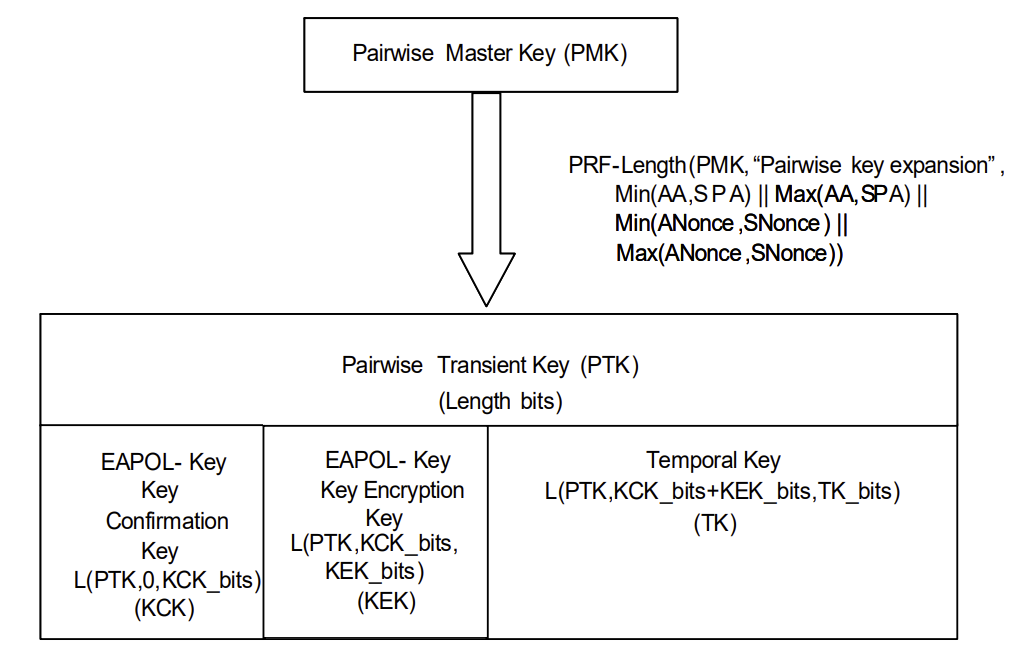 Pairwise Master Key (PMK)
PRF-Length(PMK, “Pairwise key expansion” ,
Min(AA,SPA) || Max(AA,SPA) ||
Min(ANonce,SNonce) ||
Max(ANonce,SNonce))
Pairwise Transient Key (PTK)
(Length bits)
EAPOL- Key
Key
Confirmation
Key
L(PTK,0,KCK_bits)
(KCK)
EAPOL- Key
Key Encryption
Key
L(PTK,KCK_bits,
KEK_bits)
(KEK)
Temporal Key
L(PTK,KCK_bits+KEK_bits,TK_bits)
(TK)